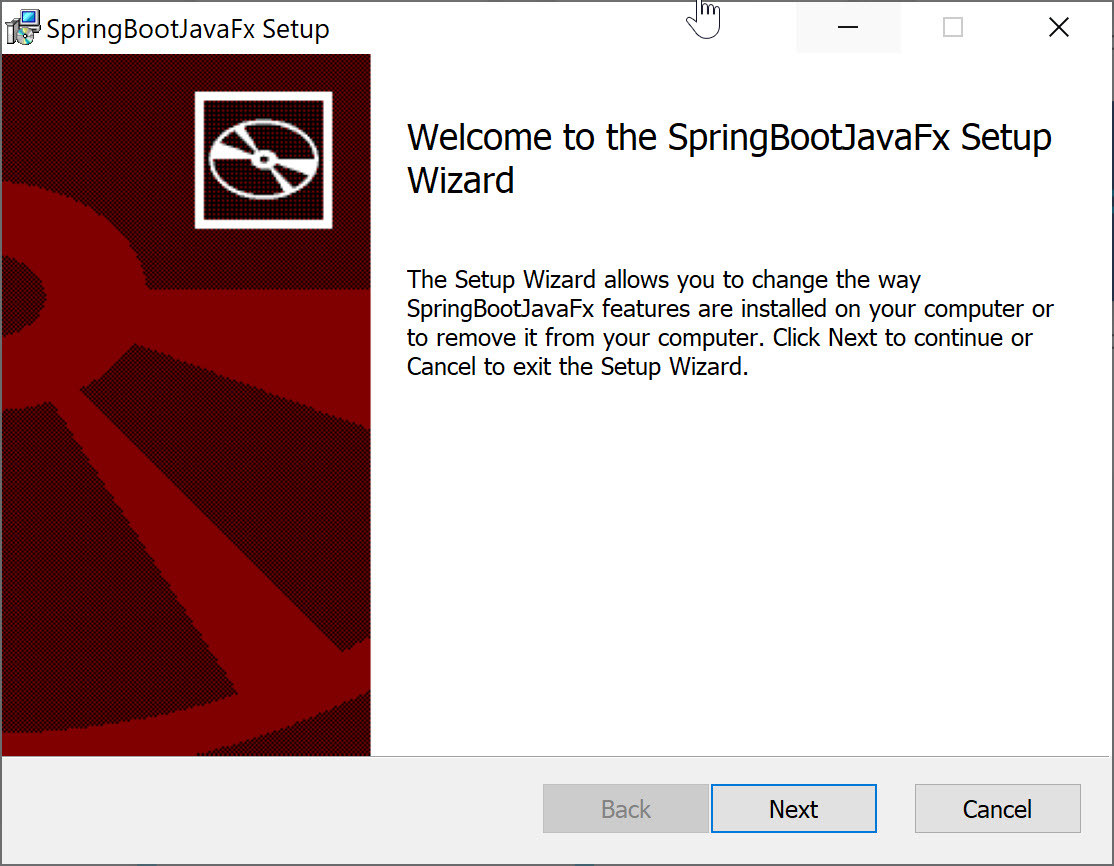 SpringBootJavaFx Setup
Welcome to the SpringBootJavaFx Setup
Wizard
The Setup Wizard allows you to change the way
SpringBootJavaFx features are installed on your computer or
to remove it from your computer. Click Next to continue or
Cancel to exit the Setup Wizard.
Back Next Cancel